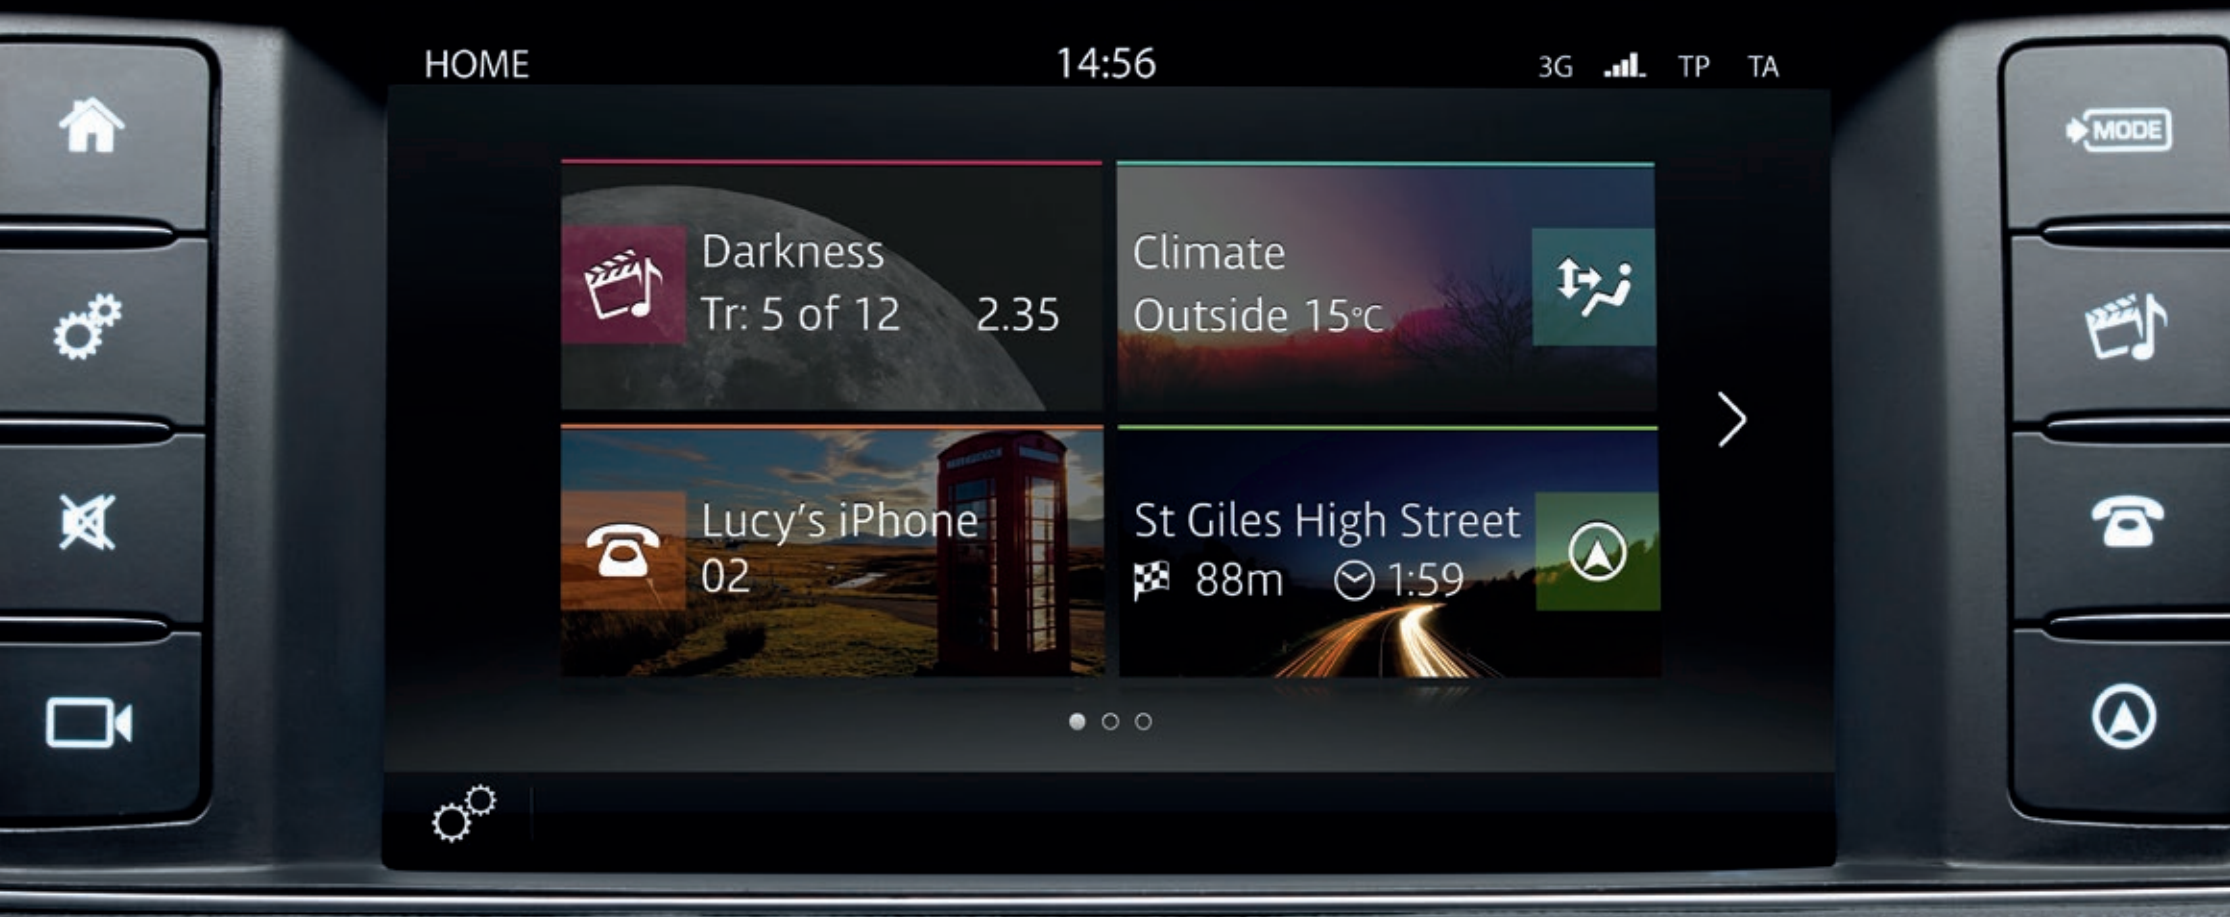 HOME
14:56
3G TP TA
MODE
Darkness
Tr: 5 of 12 2.35
Climate
Outside 15°C
Lucy's iPhone
02
St Giles High Street
88m 1:59
TELEPHONE